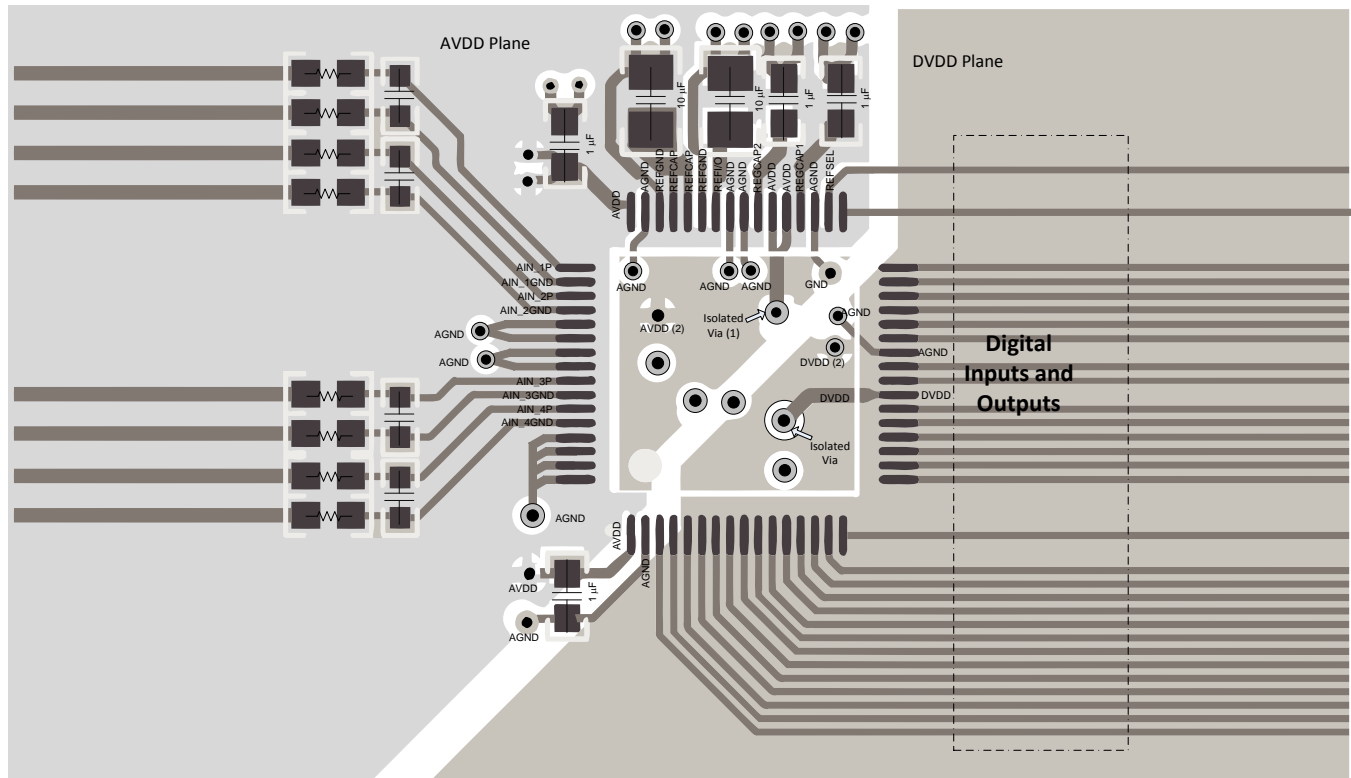 AVDD Plane
DVDD Plane
10 µF
10 µF
1 µF
1 µF
1 µF
AVDD
AGND
REFGND
REFCAP
REFCAP
REFGND
REFI/O
AGND
AGND
REGCAP2
AVDD
AVDD
REGCAP1
AGND
REFSEL
AIN_1P
AIN_1GND
AIN_2P
AIN_2GND
AGND
AGND
AIN_3P
AIN_3GND
AIN_4P
AIN_4GND
AGND
AGND
AGND
AGND
GND
AVDD (2)
Isolated
Via (1)
AGND
DVDD (2)
AGND
DVDD
DVDD
Isolated
Via
Digital
Inputs and
Outputs
AVDD
AGND
AVDD
AGND
1 µF